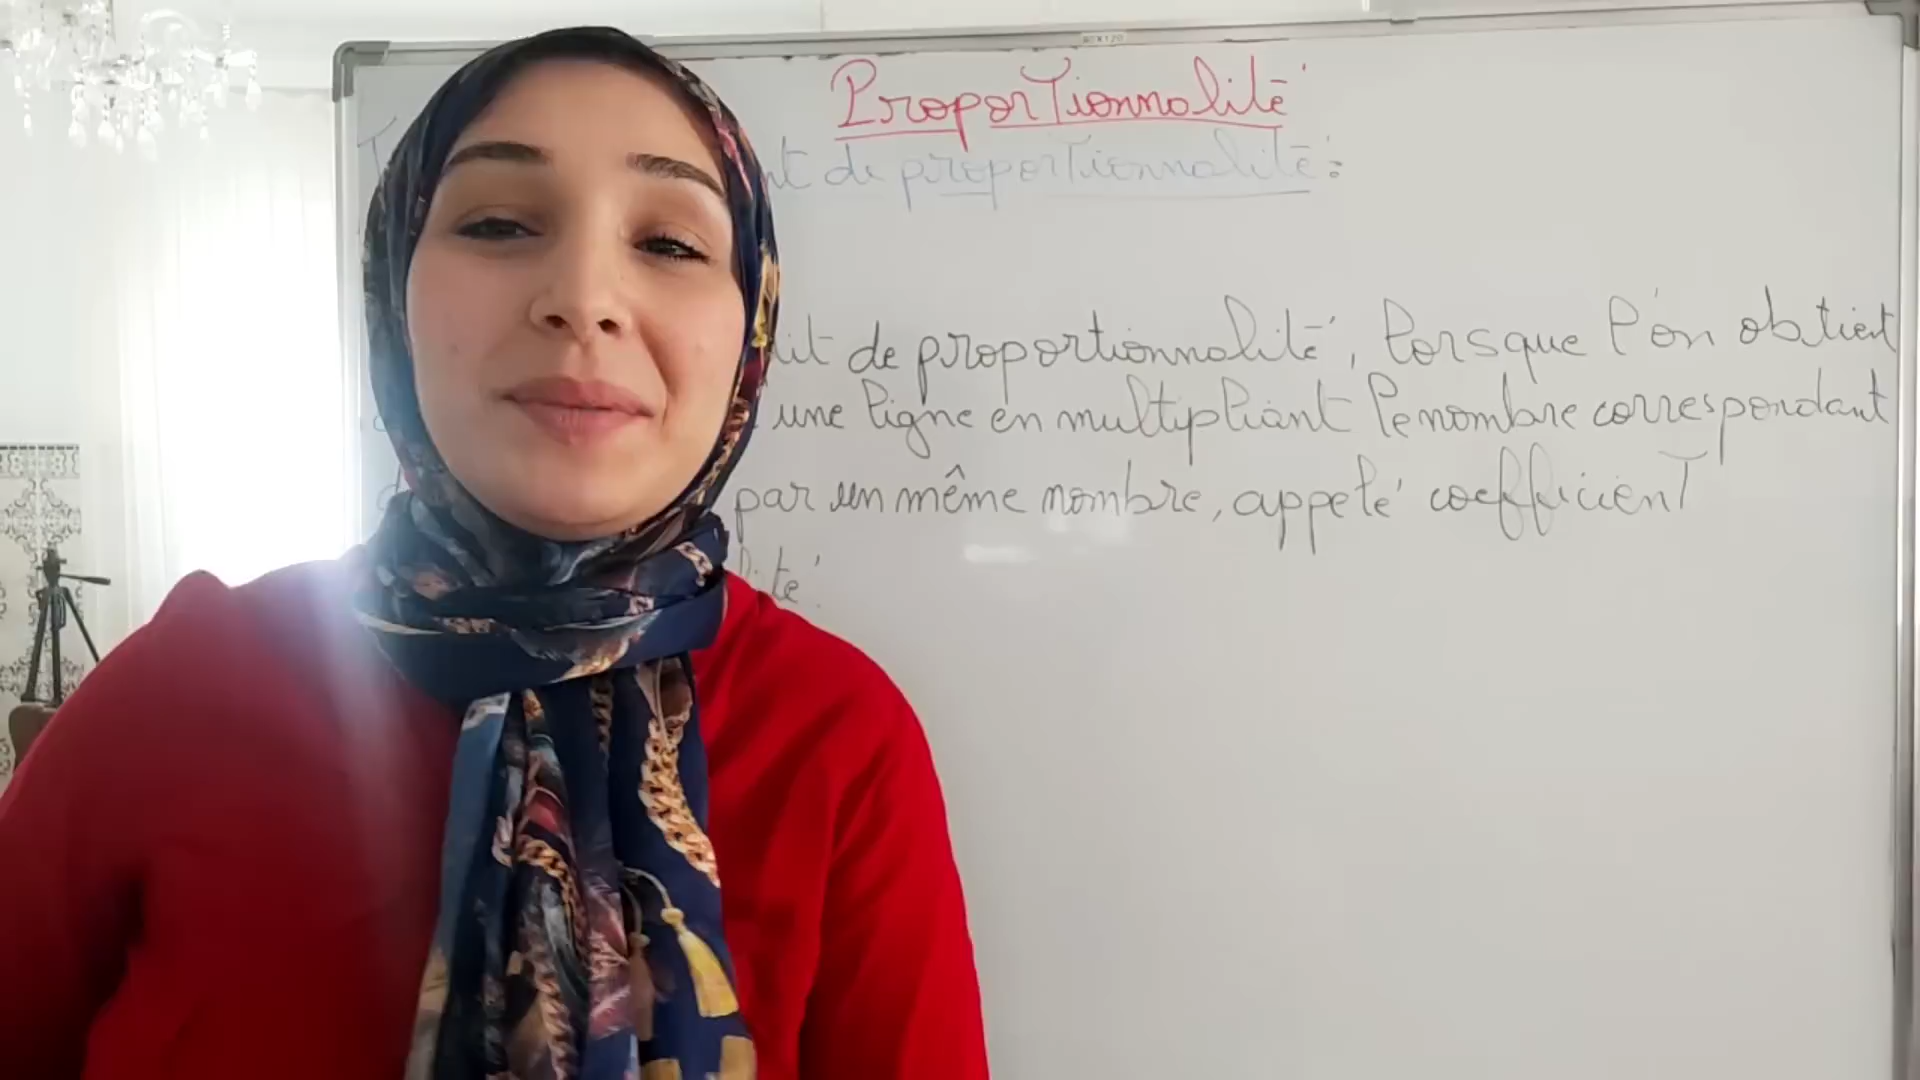 Proportionnalité
de proportionnalité :
de proportionnalité, lorsque l'on obtient
une ligne en multipliant le nombre correspondant
par un même nombre, appelé coefficient